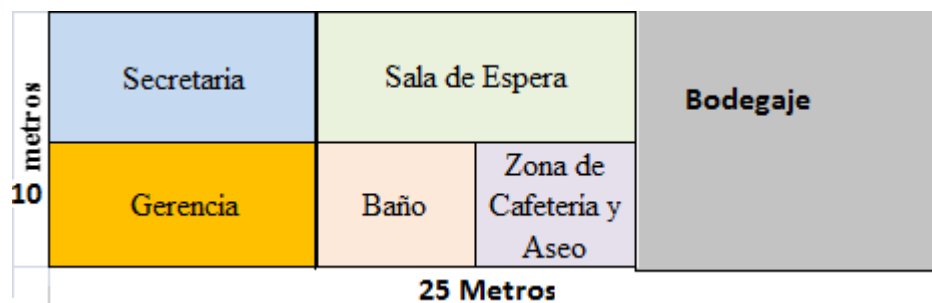 Secretaria
Sala de Espera
Bodegaje
10 metros
Gerencia
Baño
Zona de
Cafeteria y
Aseo
25 Metros